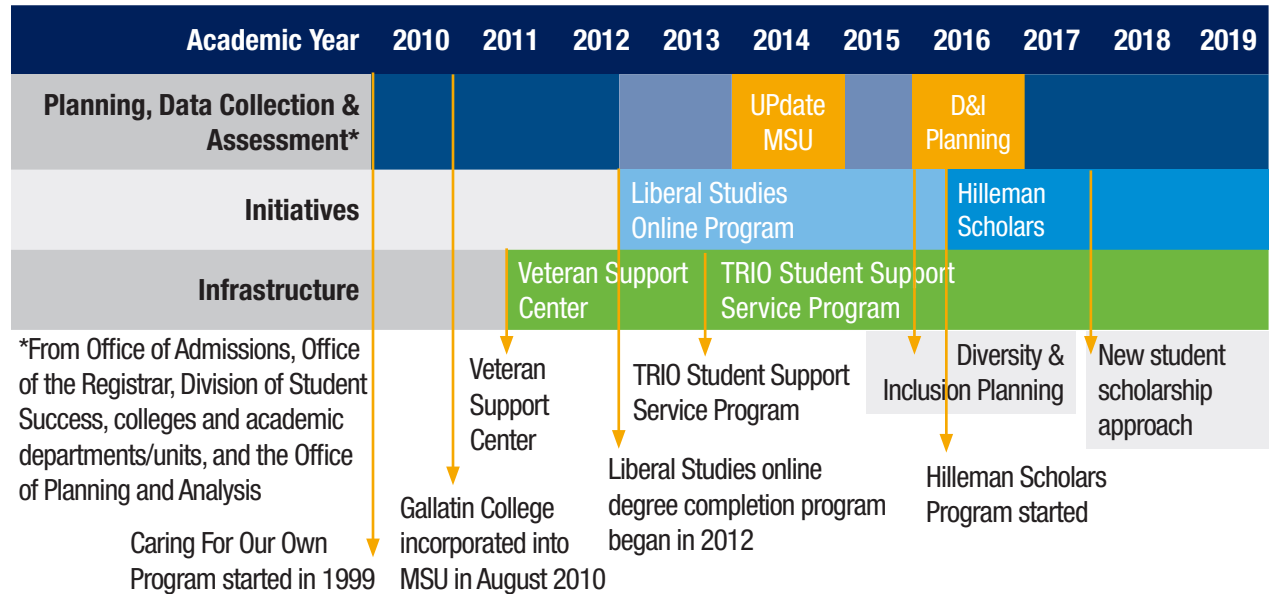 Academic Year 2010 2011 2012 2013 2014 2015 2016 2017 2018 2019
Planning, Data Collection &
Assessment*
UPdate
MSU
D&I
Planning
Initiatives
Liberal Studies
Online Program
Hilleman
Scholars
Infrastructure
Veteran Support
Center
TRIO Student Support
Service Program
*From Office of Admissions, Office
of the Registrar, Division of Student
Success, colleges and academic
departments/units, and the Office
of Planning and Analysis
Caring For Our Own
Program started in 1999
Gallatin College
incorporated into
MSU in August 2010
Veteran
Support
Center
Liberal Studies online
degree completion program
began in 2012
TRIO Student Support
Service Program
Diversity &
Inclusion Planning
Hilleman Scholars
Program started
New student
scholarship
approach